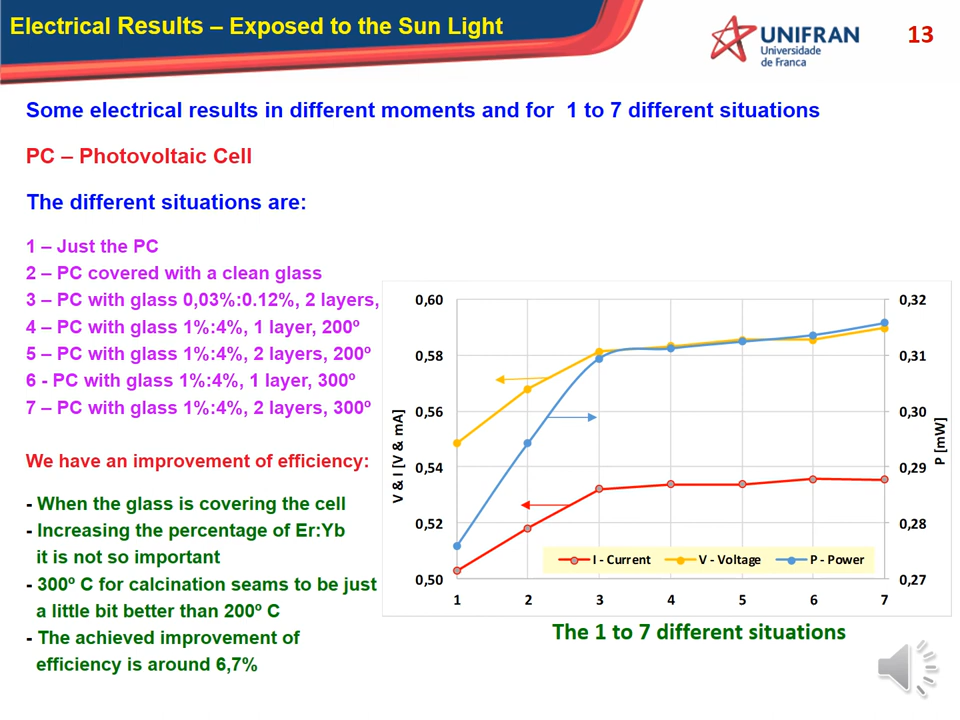 Electrical Results – Exposed to the Sun Light
UNIFRAN
Universidade
de Franca
13
Some electrical results in different moments and for 1 to 7 different situations
PC – Photovoltaic Cell
The different situations are:
1 – Just the PC
2 – PC covered with a clean glass
3 – PC with glass 0,03%:0.12%, 2 layers,
4 – PC with glass 1%:4%, 1 layer, 200º
5 – PC with glass 1%:4%, 2 layers, 200º
6 - PC with glass 1%:4%, 1 layer, 300º
7 – PC with glass 1%:4%, 2 layers, 300º
We have an improvement of efficiency:
- When the glass is covering the cell
- Increasing the percentage of Er:Yb
it is not so important
- 300º C for calcination seams to be just
a little bit better than 200º C
- The achieved improvement of
efficiency is around 6,7%
V & I [V & mA]
0,60
0,58
0,56
0,54
0,52
0,50
0,32
0,31
0,30
0,29
0,28
0,27
P [mW]
I - Current V - Voltage P - Power
1 2 3 4 5 6 7
The 1 to 7 different situations